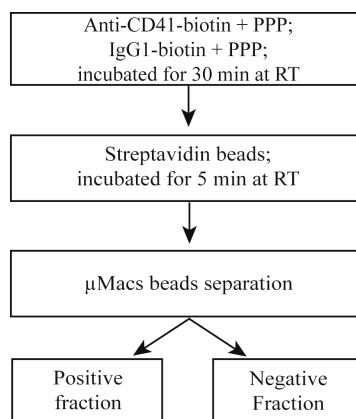 Anti-CD41-biotin + PPP;
IgG1-biotin + PPP;
incubated for 30 min at RT
Streptavidin beads;
incubated for 5 min at RT
µMacs beads separation
Positive
fraction
Negative
Fraction